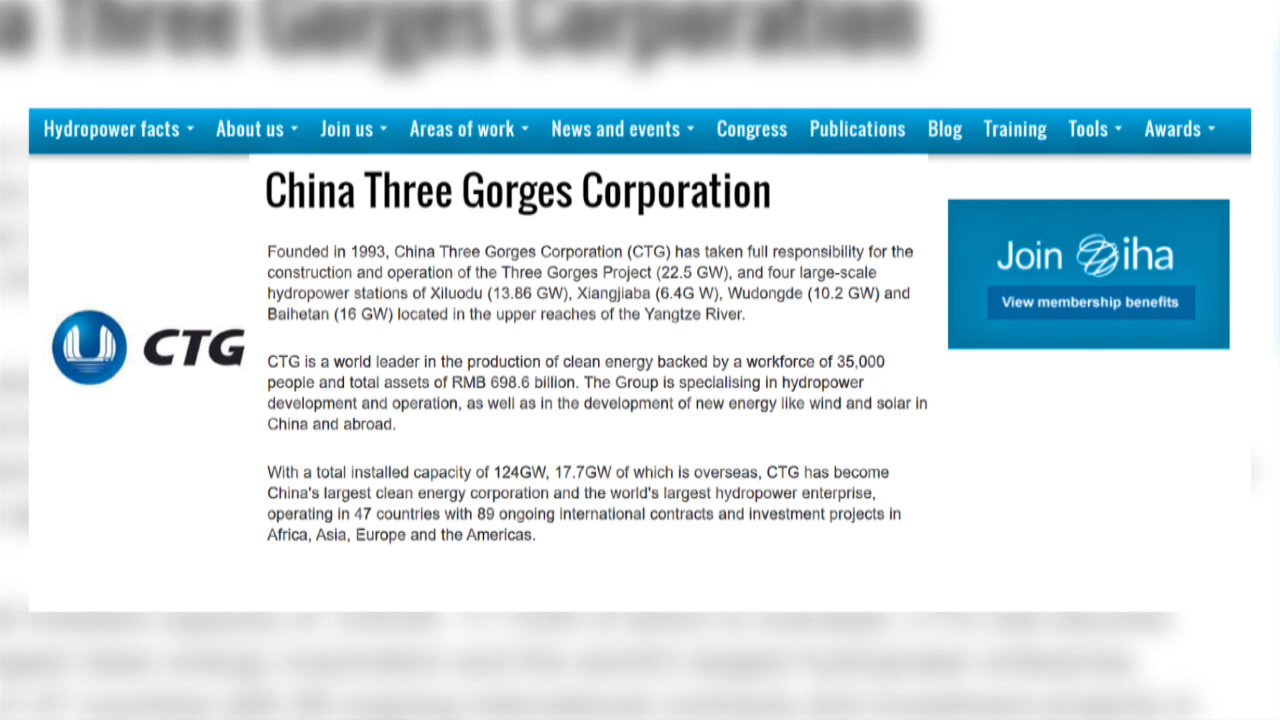 a Three Gorges Corporation
Hydropower facts About us Join us Areas of work News and events Congress Publications Blog Training Tools Awards
China Three Gorges Corporation
Founded in 1993, China Three Gorges Corporation (CTG) has taken full responsibility for the
construction and operation of the Three Gorges Project (22.5 GW), and four large-scale
hydropower stations of Xiluodu (13.86 GW), Xiangjiaba (6.4G W), Wudongde (10.2 GW) and
Baihetan (16 GW) located in the upper reaches of the Yangtze River.
CTG is a world leader in the production of clean energy backed by a workforce of 35,000
people and total assets of RMB 698.6 billion. The Group is specialising in hydropower
development and operation, as well as in the development of new energy like wind and solar in
China and abroad.
With a total installed capacity of 124GW, 17.7GW of which is overseas, CTG has become
China's largest clean energy corporation and the world's largest hydropower enterprise,
operating in 47 countries with 89 ongoing international contracts and investment projects in
Africa, Asia, Europe and the Americas.
CTG
Join iha
View membership benefits